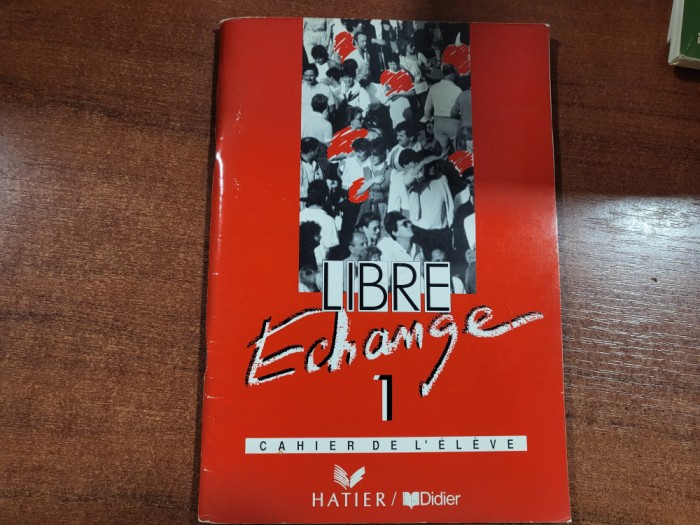 LIBRE
Echange
1
CAHIER DE L'ÉLÈVE
HATIER / Didier